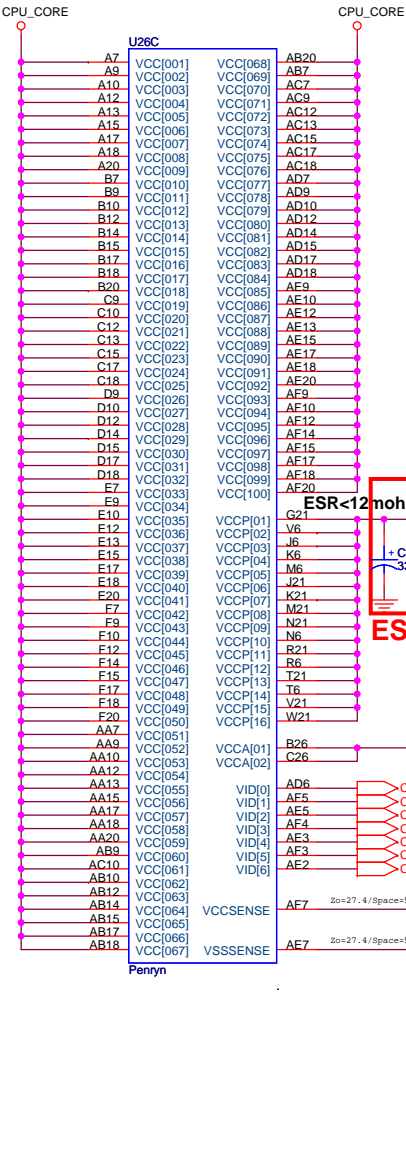 CPU_CORE CPU_CORE
U26C
A7 VCC[001] VCC[068] AB20
A9 VCC[002] VCC[069] AB7
A10 VCC[003] VCC[070] AC7
A12 VCC[004] VCC[071] AC9
A13 VCC[005] VCC[072] AC12
A15 VCC[006] VCC[073] AC13
A17 VCC[007] VCC[074] AC15
A18 VCC[008] VCC[075] AC17
A20 VCC[009] VCC[076] AC18
B7 VCC[010] VCC[077] AD7
B9 VCC[011] VCC[078] AD9
B10 VCC[012] VCC[079] AD10
B12 VCC[013] VCC[080] AD12
B14 VCC[014] VCC[081] AD14
B15 VCC[015] VCC[082] AD15
B17 VCC[016] VCC[083] AD17
B18 VCC[017] VCC[084] AD18
B20 VCC[018] VCC[085] AE9
C9 VCC[019] VCC[086] AE10
C10 VCC[020] VCC[087] AE12
C12 VCC[021] VCC[088] AE13
C13 VCC[022] VCC[089] AE15
C15 VCC[023] VCC[090] AE17
C17 VCC[024] VCC[091] AE18
C18 VCC[025] VCC[092] AE20
D9 VCC[026] VCC[093] AF9
D10 VCC[027] VCC[094] AF10
D12 VCC[028] VCC[095] AF12
D14 VCC[029] VCC[096] AF14
D15 VCC[030] VCC[097] AF15
D17 VCC[031] VCC[098] AF17
D18 VCC[032] VCC[099] AF18
E7 VCC[033] VCC[100] AF20
E9 VCC[034] ESR<12moh
E10 VCC[035] VCCP[01] G21
E12 VCC[036] VCCP[02] V6
E13 VCC[037] VCCP[03] J6
E15 VCC[038] VCCP[04] K6
E17 VCC[039] VCCP[05] M6
E18 VCC[040] VCCP[06] J21
E20 VCC[041] VCCP[07] K21
F7 VCC[042] VCCP[08] M21
F9 VCC[043] VCCP[09] N21
F10 VCC[044] VCCP[10] N6
F12 VCC[045] VCCP[11] R21
F14 VCC[046] VCCP[12] R6
F15 VCC[047] VCCP[13] T21
F17 VCC[048] VCCP[14] T6
F18 VCC[049] VCCP[15] V21
F20 VCC[050] VCCP[16] W21
AA7 VCC[051]
AA9 VCC[052] VCCA[01] B26
AA10 VCC[053] VCCA[02] C26
AA12 VCC[054]
AA13 VCC[055] VID[0] AD6
AA15 VCC[056] VID[1] AF5
AA17 VCC[057] VID[2] AE5
AA18 VCC[058] VID[3] AF4
AA20 VCC[059] VID[4] AE3
AB9 VCC[060] VID[5] AF3
AC10 VCC[061] VID[6] AE2
AB10 VCC[062]
AB12 VCC[063]
AB14 VCC[064] VCCSENSE AF7 Zo=27.4/Space=
AB15 VCC[065]
AB17 VCC[066]
AB18 VCC[067] VSSSENSE AE7 Zo=27.4/Space=
Penryn